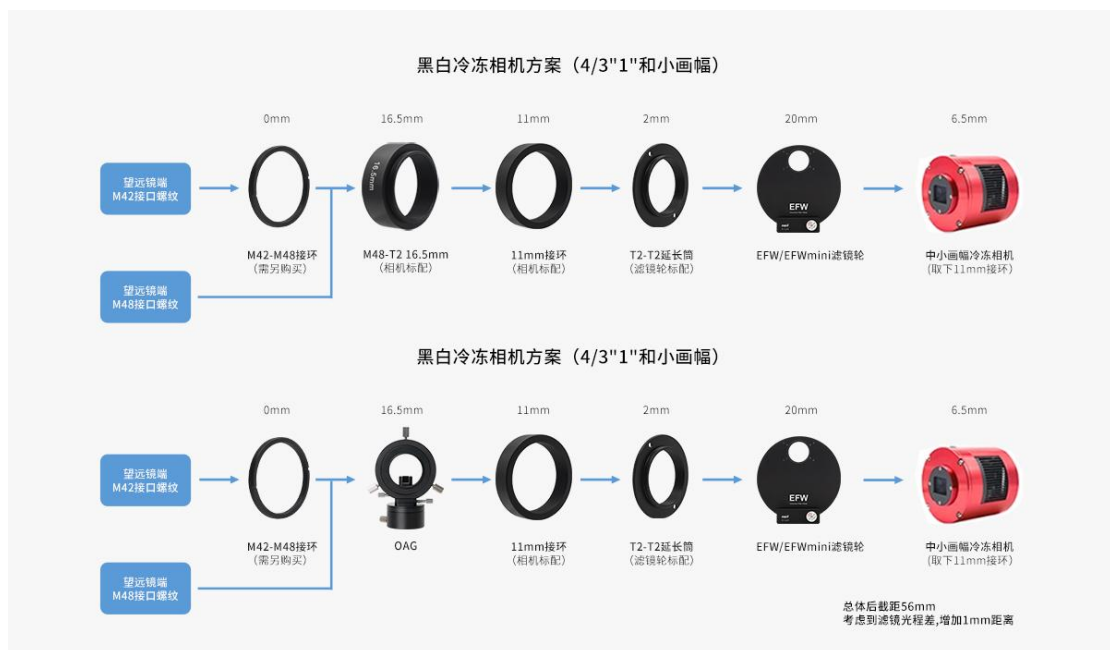 黑白冷冻相机方案（4/3"1"和小画幅）
0mm
16.5mm
11mm
2mm
20mm
6.5mm
望远镜端
M42接口螺纹
16.5mm
EFW
M42-M48接环
（需另购买）
M48-T2 16.5mm
（相机标配）
11mm接环
（相机标配）
T2-T2延长筒
（滤镜轮标配）
EFW/EFWmini滤镜轮
中小画幅冷冻相机
(取下11mm接环)
望远镜端
M48接口螺纹
黑白冷冻相机方案（4/3"1"和小画幅）
0mm
16.5mm
11mm
2mm
20mm
6.5mm
望远镜端
M42接口螺纹
EFW
M42-M48接环
（需另购买）
OAG
11mm接环
（相机标配）
T2-T2延长筒
（滤镜轮标配）
EFW/EFWmini滤镜轮
中小画幅冷冻相机
(取下11mm接环)
望远镜端
M48接口螺纹
总体后截距56mm
考虑到滤镜光程差,增加1mm距离